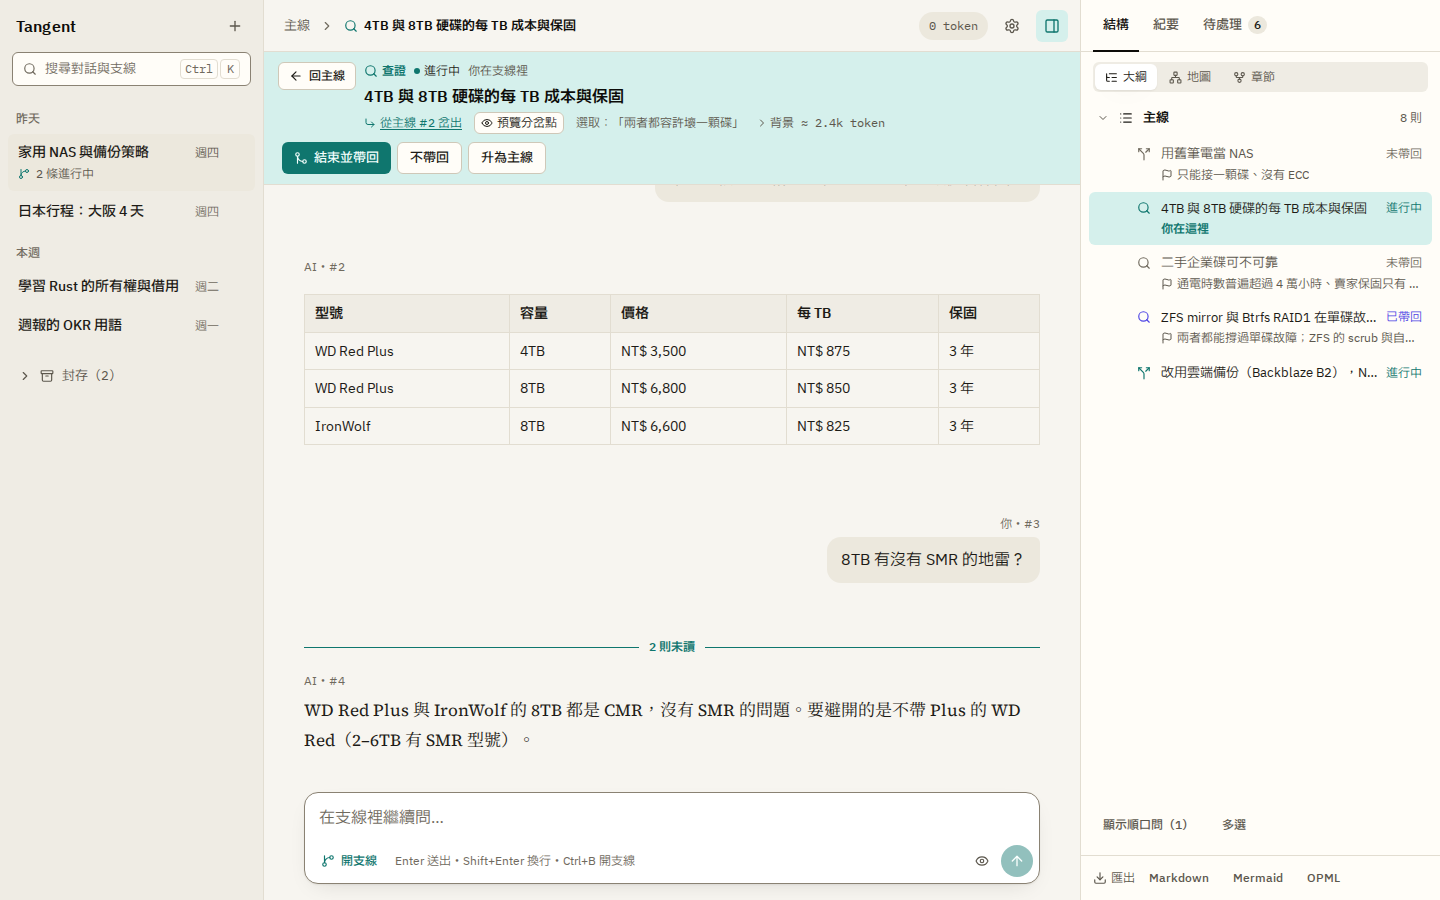 Tangent
搜尋對話與支線 Ctrl K
昨天
家用 NAS 與備份策略 週四
2 條進行中
日本行程：大阪 4 天 週四
本週
學習 Rust 的所有權與借用 週二
週報的 OKR 用語 週一
封存（2）
主線 4TB 與 8TB 硬碟的每 TB 成本與保固
0 token
回主線
查證 進行中 你在支線裡
4TB 與 8TB 硬碟的每 TB 成本與保固
從主線 #2 岔出 預覽分岔點 選取：「兩者都容許壞一顆碟」 背景 ≈ 2.4k token
結束並帶回 不帶回 升為主線
AI・#2
型號 容量 價格 每 TB 保固
WD Red Plus 4TB NT$ 3,500 NT$ 875 3 年
WD Red Plus 8TB NT$ 6,800 NT$ 850 3 年
IronWolf 8TB NT$ 6,600 NT$ 825 3 年
你・#3
8TB 有沒有 SMR 的地雷？
2 則未讀
AI・#4
WD Red Plus 與 IronWolf 的 8TB 都是 CMR，沒有 SMR 的問題。要避開的是不帶 Plus 的 WD
Red（2–6TB 有 SMR 型號）。
在支線裡繼續問…
開支線 Enter 送出・Shift+Enter 換行・Ctrl+B 開支線
結構 紀要 待處理 6
大綱 地圖 章節
主線 8 則
用舊筆電當 NAS 未帶回
只能接一顆碟、沒有 ECC
4TB 與 8TB 硬碟的每 TB 成本與保固 進行中
你在這裡
二手企業碟可不可靠 未帶回
通電時數普遍超過 4 萬小時、賣家保固只有 ...
ZFS mirror 與 Btrfs RAID1 在單碟故... 已帶回
兩者都能撐過單碟故障；ZFS 的 scrub 與自...
改用雲端備份（Backblaze B2），N... 進行中
顯示順口問（1） 多選
匯出 Markdown Mermaid OPML